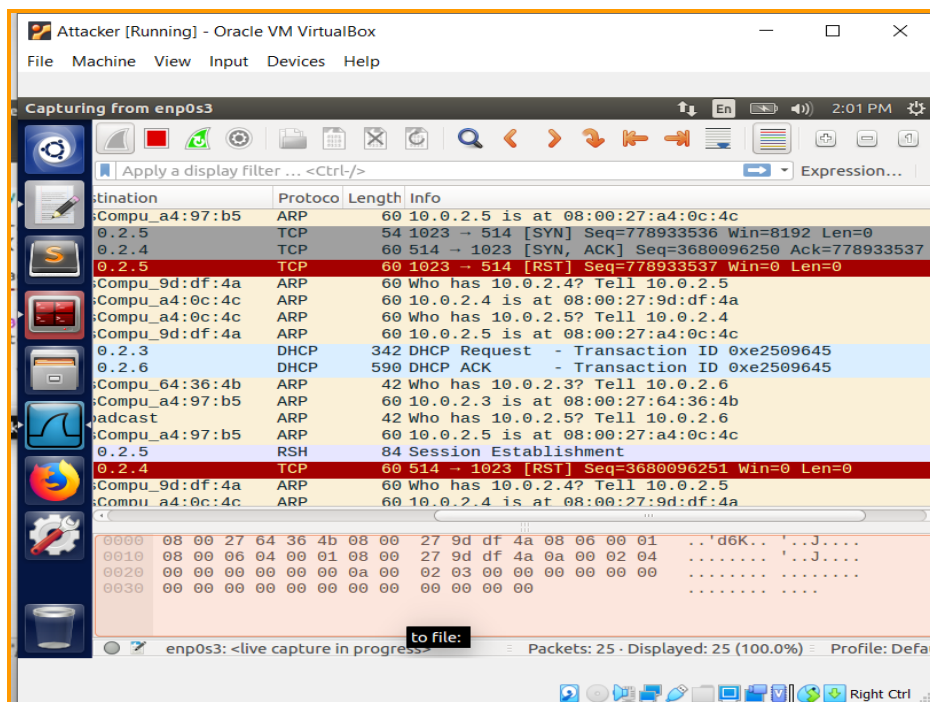 Attacker [Running] - Oracle VM VirtualBox
File Machine View Input Devices Help
Capturing from enp0s3
En
2:01 PM
Apply a display filter ... <Ctrl-/>
Expression...
stination Protoco Length Info
sCompu_a4:97:b5 ARP 60 10.0.2.5 is at 08:00:27:a4:0c:4c
0.2.5 TCP 54 1023 → 514 [SYN] Seq=778933536 Win=8192 Len=0
0.2.4 TCP 60 514 → 1023 [SYN, ACK] Seq=3680096250 Ack=778933537
0.2.5 TCP 60 1023 → 514 [RST] Seq=778933537 Win=0 Len=0
sCompu_9d:df:4a ARP 60 Who has 10.0.2.4? Tell 10.0.2.5
sCompu_a4:0c:4c ARP 60 10.0.2.4 is at 08:00:27:9d:df:4a
sCompu_a4:0c:4c ARP 60 Who has 10.0.2.5? Tell 10.0.2.4
sCompu_9d:df:4a ARP 60 10.0.2.5 is at 08:00:27:a4:0c:4c
0.2.3 DHCP 342 DHCP Request - Transaction ID 0xe2509645
0.2.6 DHCP 590 DHCP ACK - Transaction ID 0xe2509645
sCompu_64:36:4b ARP 42 Who has 10.0.2.3? Tell 10.0.2.6
sCompu_a4:97:b5 ARP 60 10.0.2.3 is at 08:00:27:64:36:4b
oadcast ARP 42 Who has 10.0.2.5? Tell 10.0.2.6
sCompu_a4:97:b5 ARP 60 10.0.2.5 is at 08:00:27:a4:0c:4c
0.2.5 RSH 84 Session Establishment
0.2.4 TCP 60 514 → 1023 [RST] Seq=3680096251 Win=0 Len=0
sCompu_9d:df:4a ARP 60 Who has 10.0.2.4? Tell 10.0.2.5
sCompu_a4:0c:4c ARP 60 10.0.2.4 is at 08:00:27:9d:df:4a
0000 08 00 27 64 36 4b 08 00 27 9d df 4a 08 06 00 01 ..'d6K.. '..J....
0010 08 00 06 04 00 01 08 00 27 9d df 4a 0a 00 02 04 ........ '..J....
0020 00 00 00 00 00 00 0a 00 02 03 00 00 00 00 00 00 ........ ........
0030 00 00 00 00 00 00 00 00 00 00 00 00 ........ ....
to file:
enp0s3: <live capture in progress> Packets: 25 · Displayed: 25 (100.0%) Profile: Defa
Right Ctrl